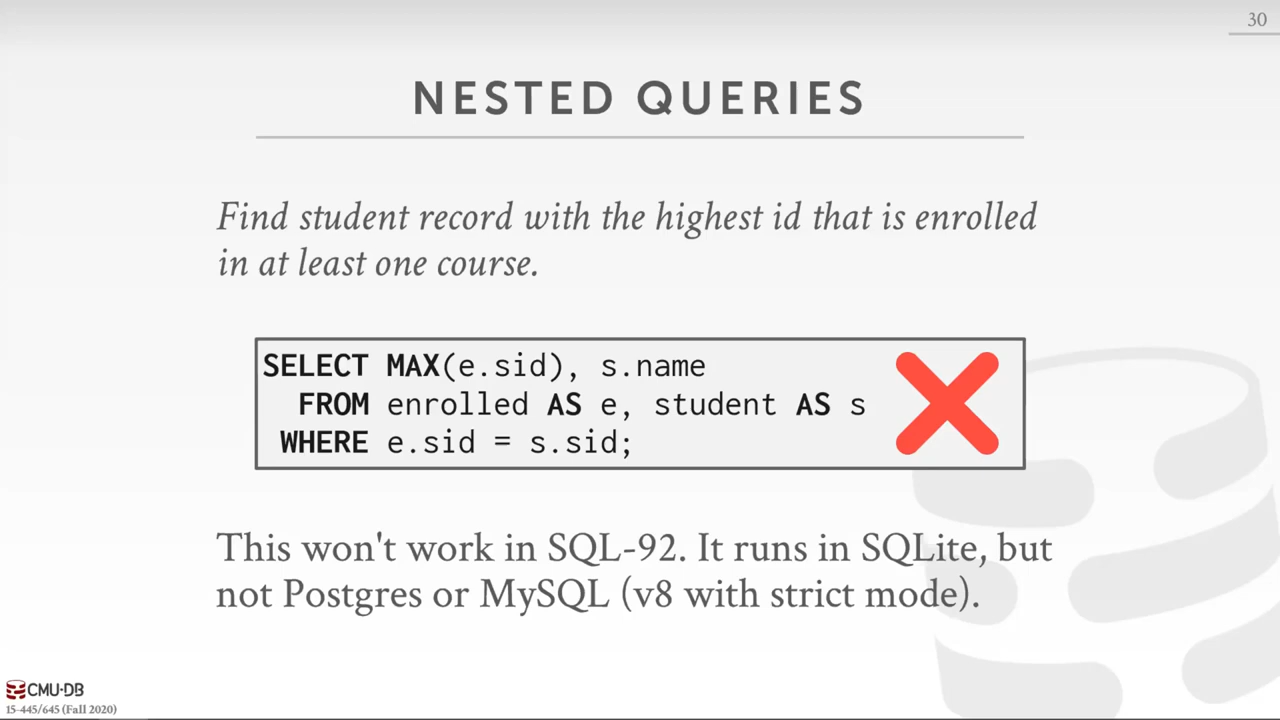 30
NESTED QUERIES
Find student record with the highest id that is enrolled
in at least one course.
SELECT MAX(e.sid), s.name
FROM enrolled AS e, student AS s
WHERE e.sid = s.sid;
This won't work in SQL-92. It runs in SQLite, but
not Postgres or MySQL (v8 with strict mode).
CMU·DB
15-445/645 (Fall 2020)